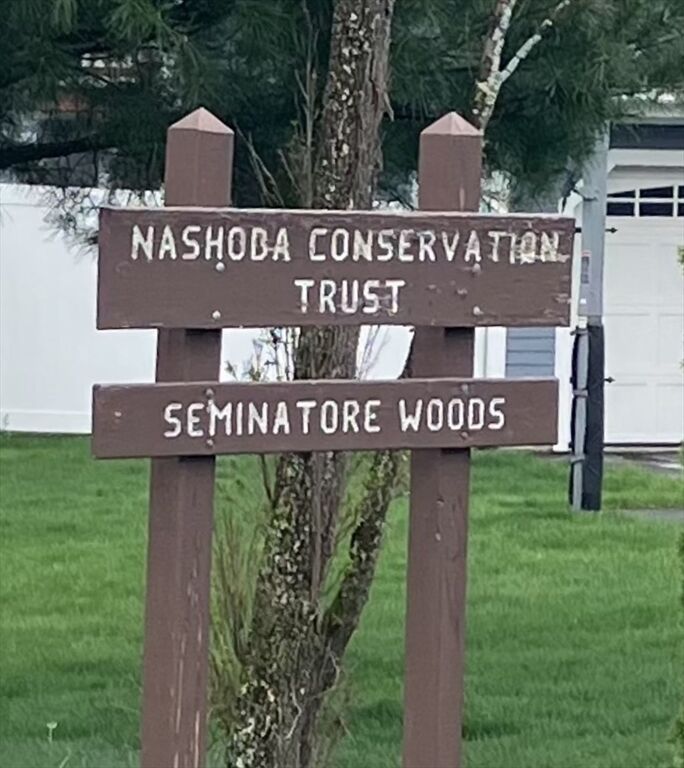 NASHOBA CONSERVATION
TRUST
SEMINATORE WOODS